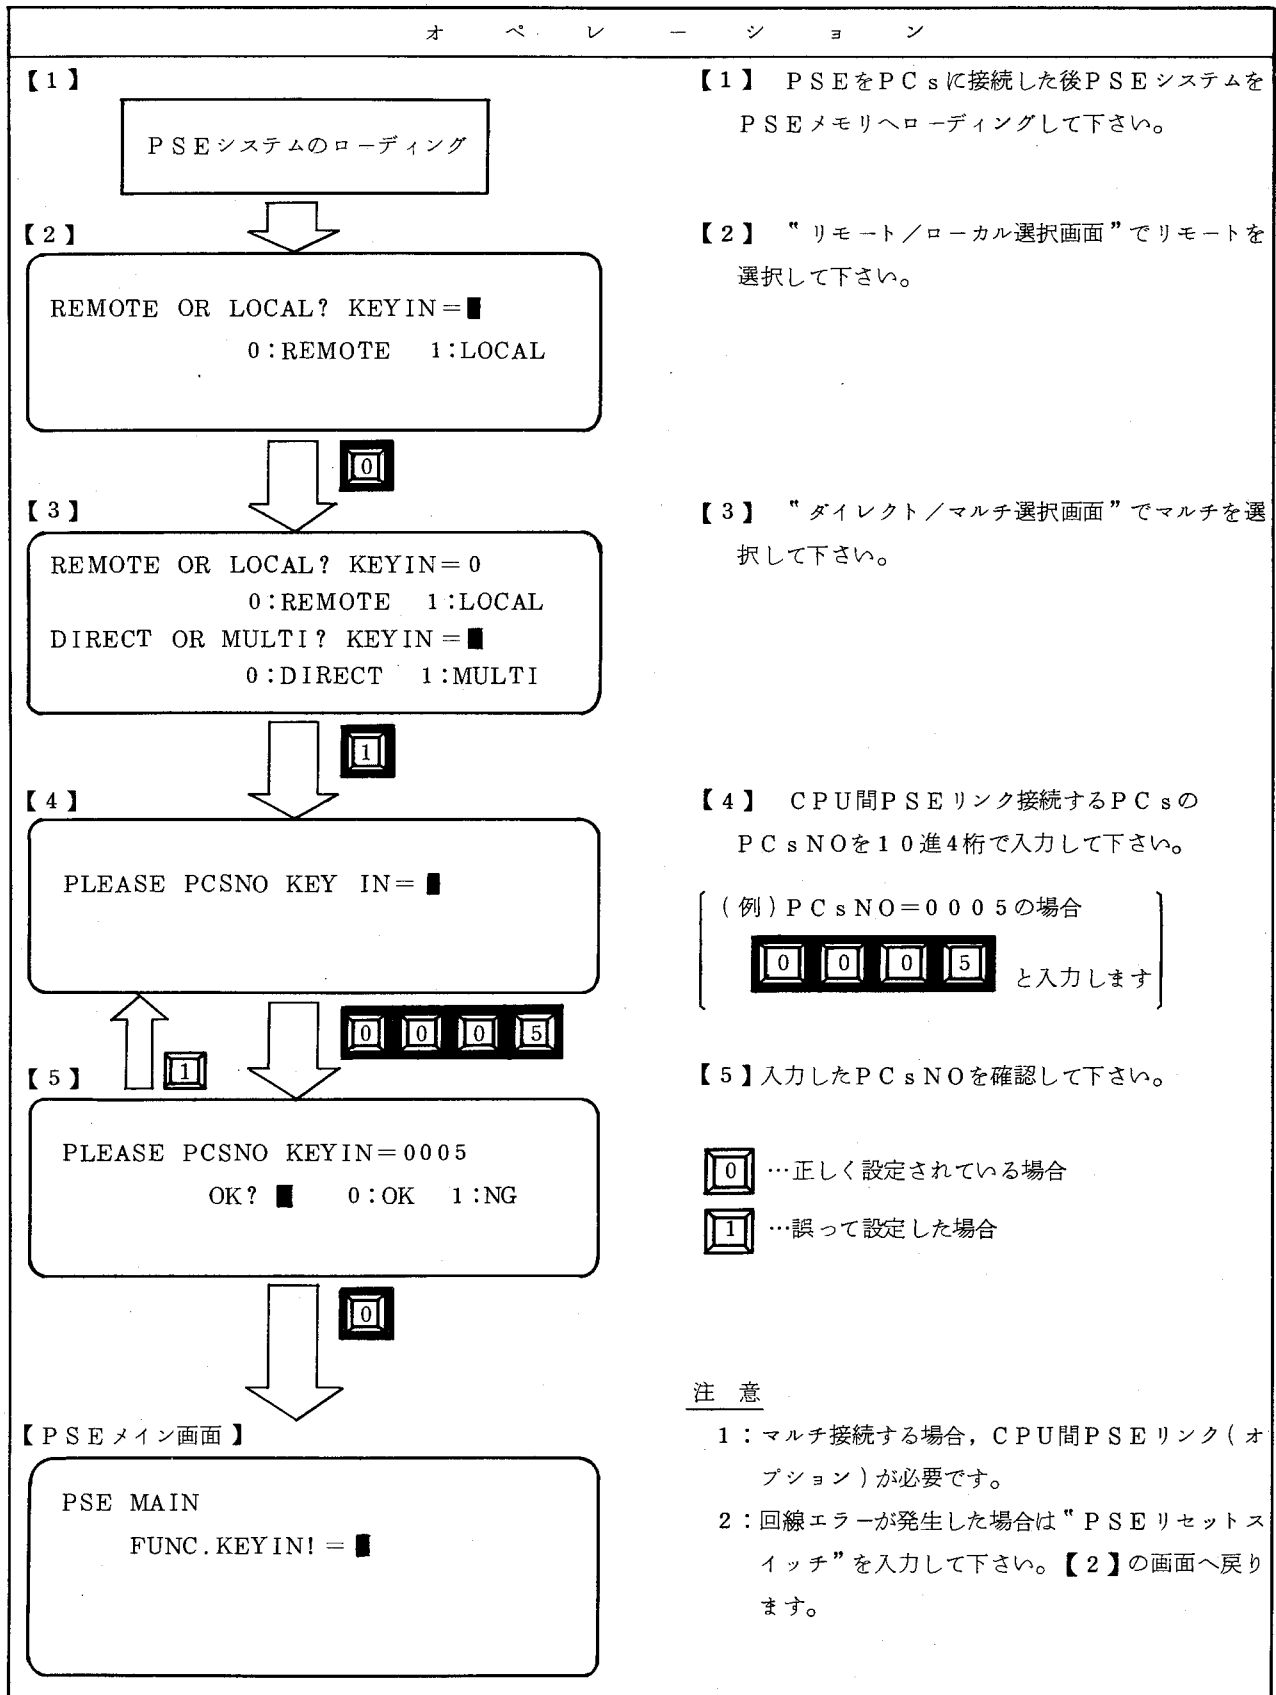 オペレーション
【1】
PSEシステムのローディング
【1】 PSEをPCsに接続した後PSEシステムを
PSEメモリへローディングして下さい。
【2】
REMOTE OR LOCAL? KEYIN=■
0:REMOTE 1:LOCAL
【2】 “リモート/ローカル選択画面”でリモートを
選択して下さい。
0
【3】
REMOTE OR LOCAL? KEYIN=0
0:REMOTE 1:LOCAL
DIRECT OR MULTI? KEYIN=■
0:DIRECT 1:MULTI
【3】 “ダイレクト/マルチ選択画面”でマルチを選
択して下さい。
1
【4】
PLEASE PCSNO KEY IN=■
【4】 CPU間PSEリンク接続するPCsの
PCsNOを10進4桁で入力して下さい。
(例)PCsNO=0005の場合
0 0 0 5 と入力します
0 0 0 5
1
【5】
PLEASE PCSNO KEYIN=0005
OK? ■ 0:OK 1:NG
【5】入力したPCsNOを確認して下さい。
0 …正しく設定されている場合
1 …誤って設定した場合
0
【PSEメイン画面】
PSE MAIN
FUNC.KEYIN!=■
注 意
1:マルチ接続する場合,CPU間PSEリンク(オ
プション)が必要です。
2:回線エラーが発生した場合は“PSEリセットス
イッチ”を入力して下さい。【2】の画面へ戻り
ます。